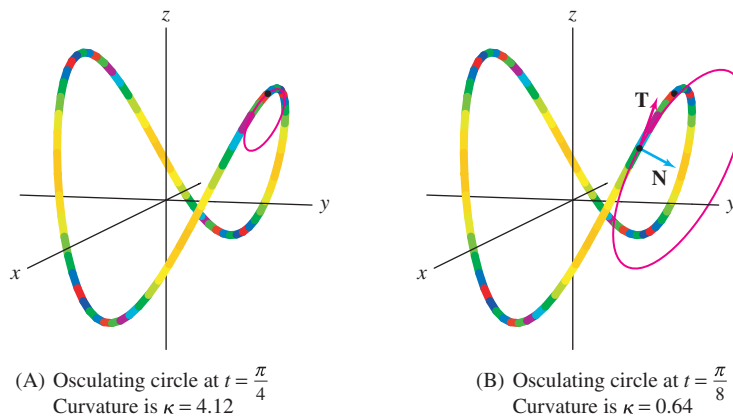 z
y
x
(A) Osculating circle at t = π/4
Curvature is κ = 4.12
z
T
N
y
x
(B) Osculating circle at t = π/8
Curvature is κ = 0.64